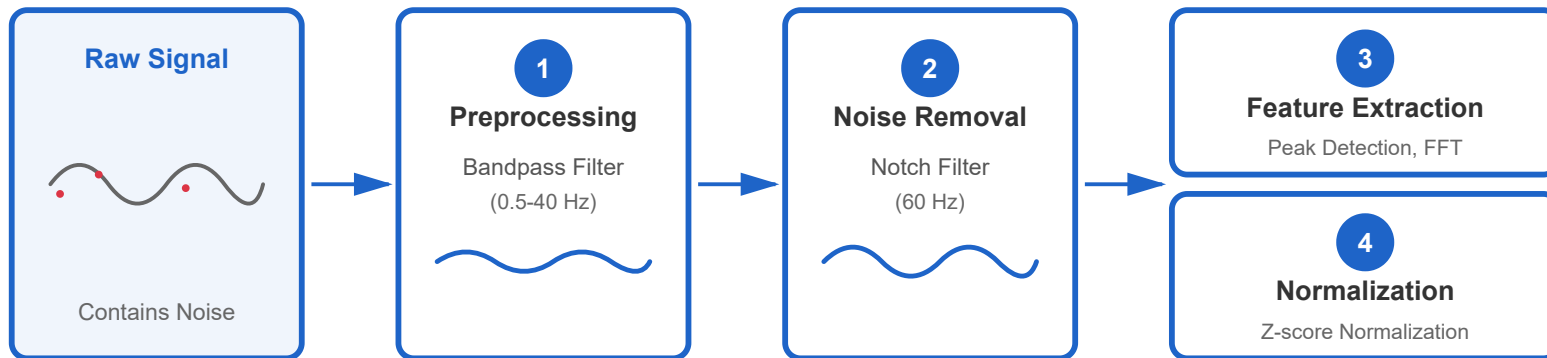 Raw Signal
Contains Noise
1
Preprocessing
Bandpass Filter
(0.5-40 Hz)
2
Noise Removal
Notch Filter
(60 Hz)
3
Feature Extraction
Peak Detection, FFT
4
Normalization
Z-score Normalization